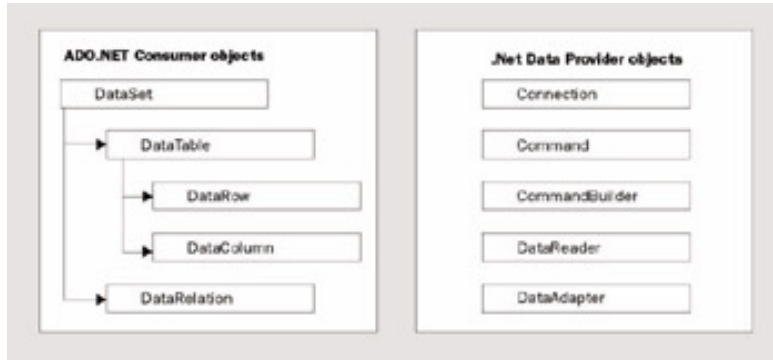 ADO.NET Consumer objects
DataSet
DataTable
DataRow
DataColumn
DataRelation
.Net Data Provider objects
Connection
Command
CommandBuilder
DataReader
DataAdapter